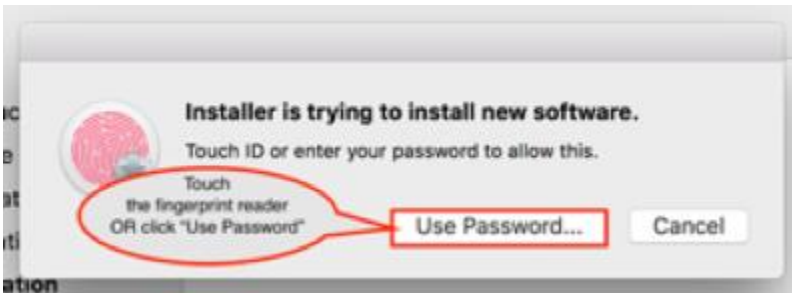 Installer is trying to install new software.
Touch ID or enter your password to allow this.
Touch
the fingerprint reader
OR click "Use Password"
Use Password...
Cancel
ation